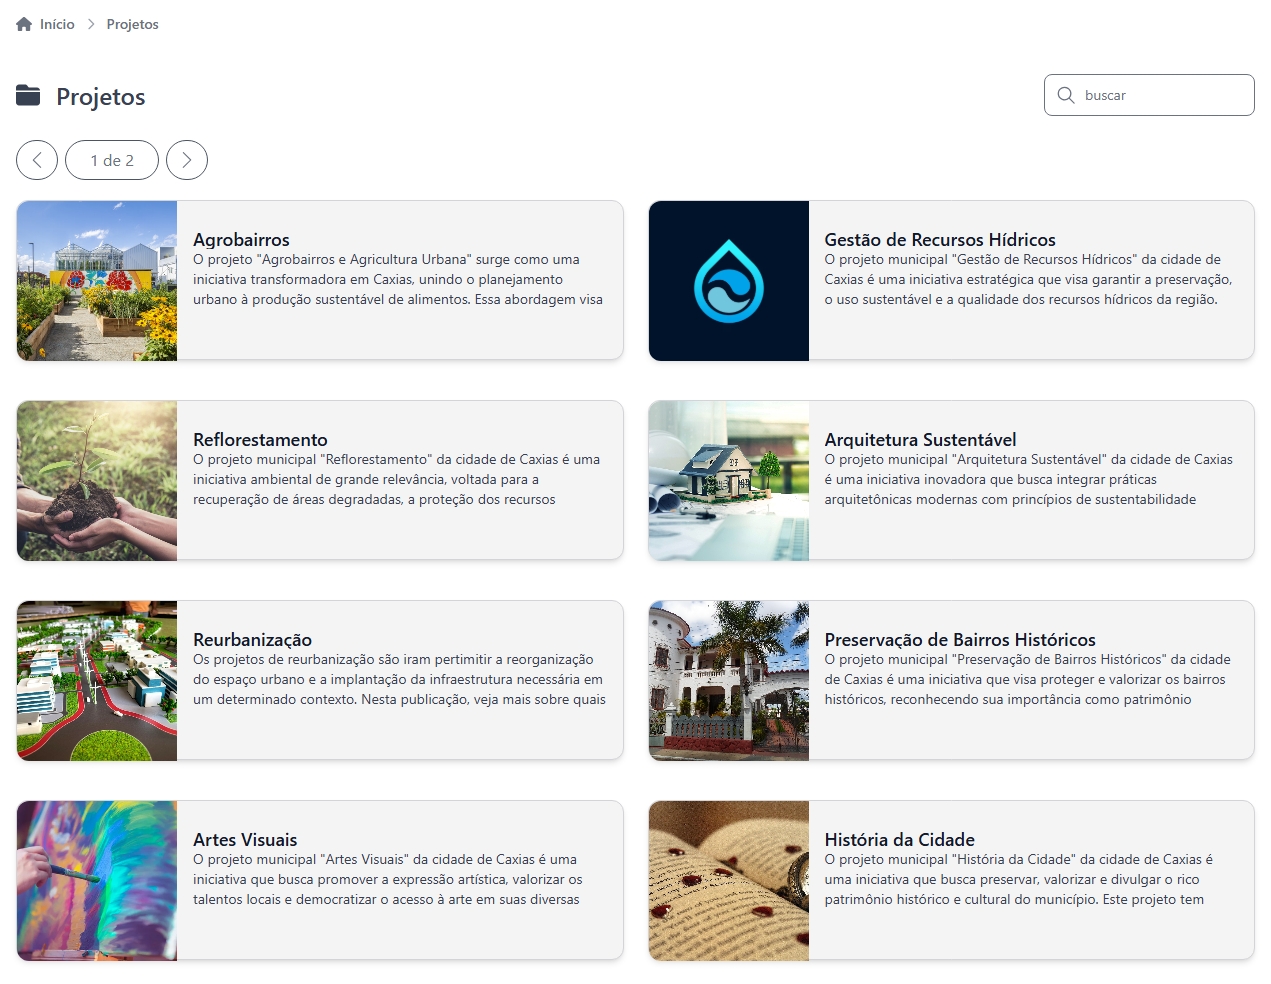 Início
Projetos
Projetos
buscar
1 de 2
Agrobairros
O projeto "Agrobairros e Agricultura Urbana" surge como uma
iniciativa transformadora em Caxias, unindo o planejamento
urbano à produção sustentável de alimentos. Essa abordagem visa
Gestão de Recursos Hídricos
O projeto municipal "Gestão de Recursos Hídricos" da cidade de
Caxias é uma iniciativa estratégica que visa garantir a preservação,
o uso sustentável e a qualidade dos recursos hídricos da região.
Reflorestamento
O projeto municipal "Reflorestamento" da cidade de Caxias é uma
iniciativa ambiental de grande relevância, voltada para a
recuperação de áreas degradadas, a proteção dos recursos
Arquitetura Sustentável
O projeto municipal "Arquitetura Sustentável" da cidade de Caxias
é uma iniciativa inovadora que busca integrar práticas
arquitetônicas modernas com princípios de sustentabilidade
Reurbanização
Os projetos de reurbanização são iram pertimitir a reorganização
do espaço urbano e a implantação da infraestrutura necessária em
um determinado contexto. Nesta publicação, veja mais sobre quais
Preservação de Bairros Históricos
O projeto municipal "Preservação de Bairros Históricos" da cidade
de Caxias é uma iniciativa que visa proteger e valorizar os bairros
históricos, reconhecendo sua importância como patrimônio
Artes Visuais
O projeto municipal "Artes Visuais" da cidade de Caxias é uma
iniciativa que busca promover a expressão artística, valorizar os
talentos locais e democratizar o acesso à arte em suas diversas
História da Cidade
O projeto municipal "História da Cidade" da cidade de Caxias é
uma iniciativa que busca preservar, valorizar e divulgar o rico
patrimônio histórico e cultural do município. Este projeto tem